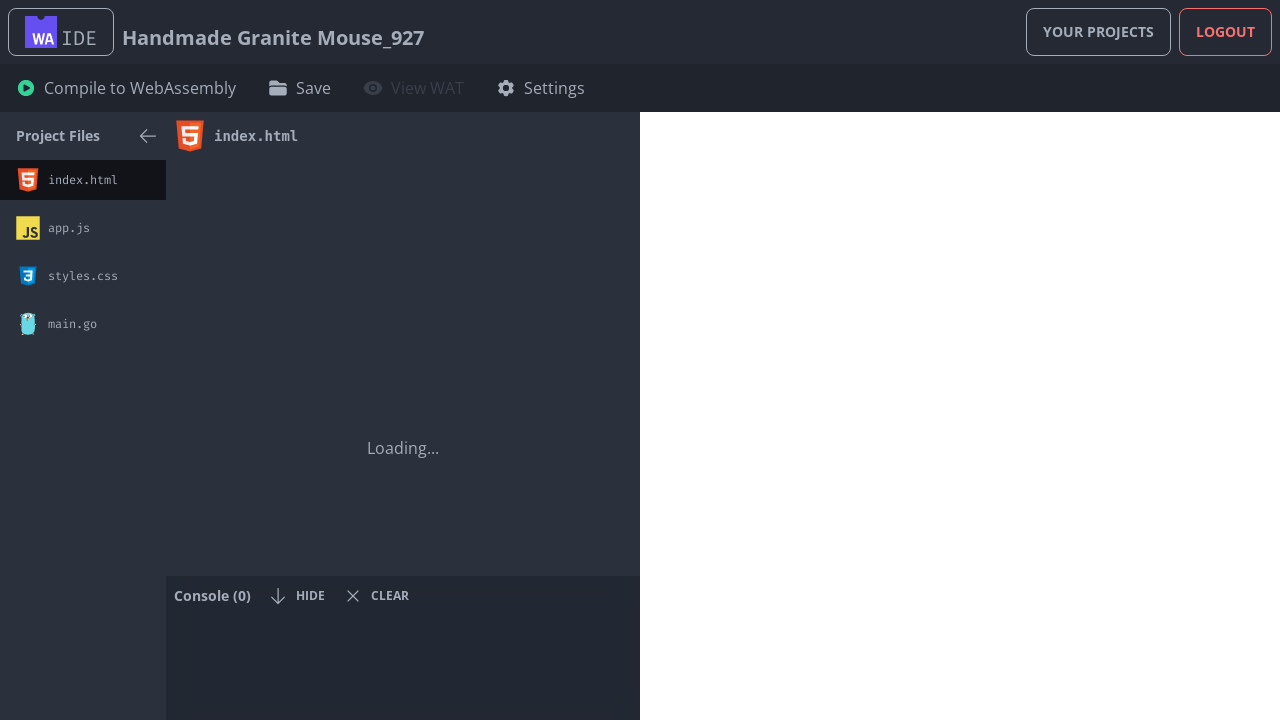 WA IDE
Handmade Granite Mouse_927
YOUR PROJECTS
LOGOUT
Compile to WebAssembly
Save
View WAT
Settings
Project Files
index.html
index.html
JS app.js
styles.css
main.go
Loading...
Console (0)
HIDE
CLEAR